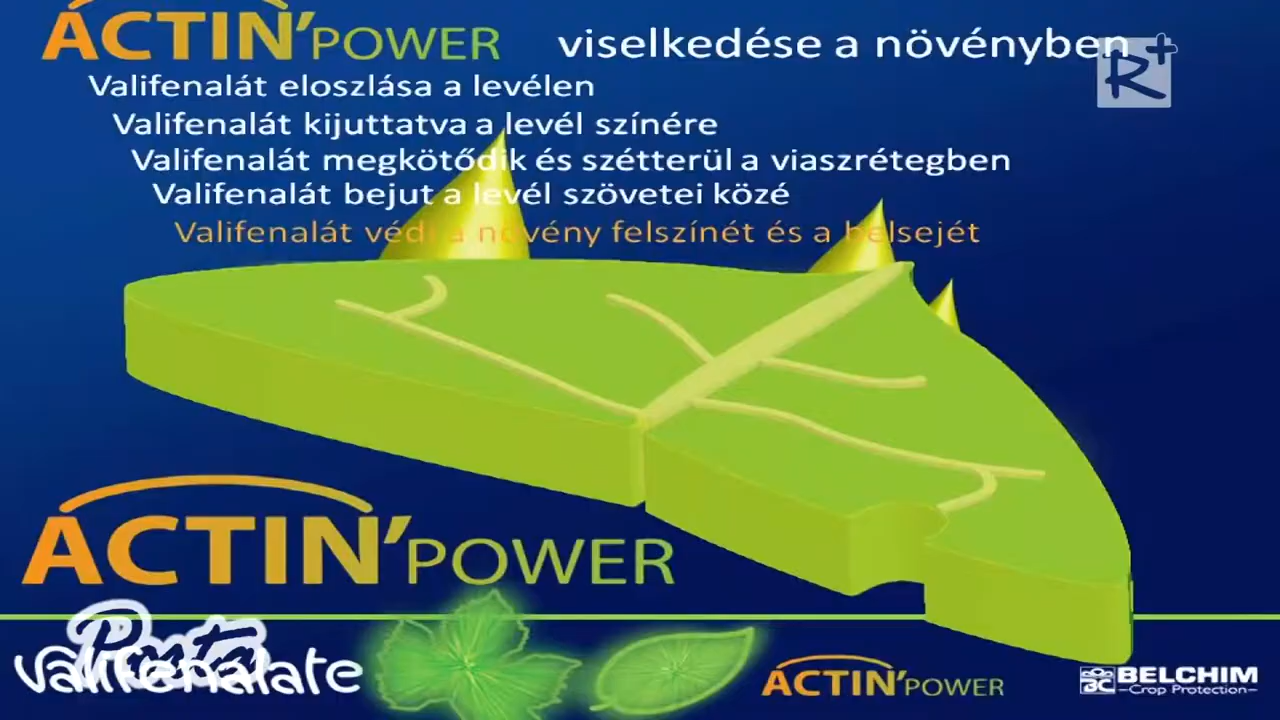 ACTIN'POWER viselkedése a növényben
R+
Valifenalát eloszlása a levélen
Valifenalát kijuttatva a levél színére
Valifenalát megkötődik és szétterül a viaszrétegben
Valifenalát bejut a levél szövetei közé
Valifenalát védi a növény felszínét és a belsejét
ACTIN'POWER
Posta
valifenalate
ACTIN'POWER
BELCHIM
Crop Protection